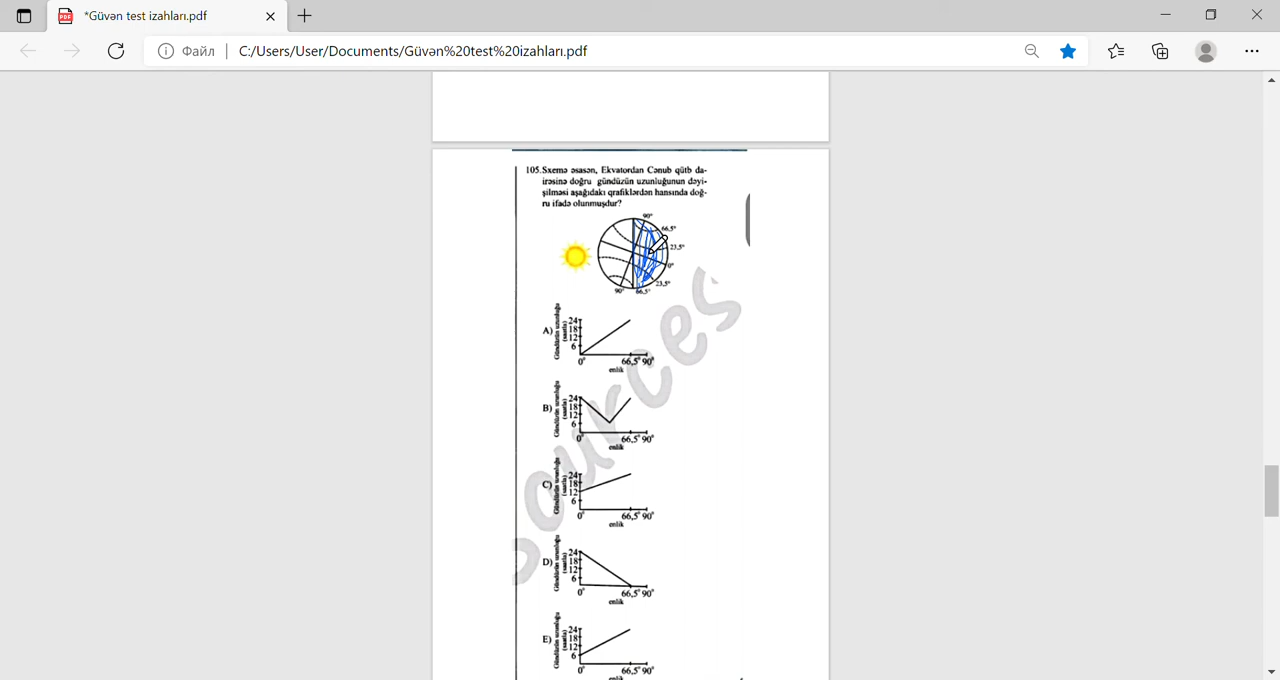 *Güvən test izahları.pdf
Файл C:/Users/User/Documents/Güvən%20test%20izahları.pdf
105. Sxemə əsasən, Ekvatordan Cənub qütb da-
irəsinə doğru gündüzün uzunluğunun dəyi-
şilməsi aşağıdakı qrafiklərdən hansında doğ-
ru ifadə olunmuşdur?
90°
66.5°
23,5°
0°
23,5°
66.5°
90°
A)
Gündüzün uzunluğu
(saatla)
24
18
12
6
0° 66,5° 90°
enlik
B)
Gündüzün uzunluğu
(saatla)
24
18
12
6
0° 66,5° 90°
enlik
C)
Gündüzün uzunluğu
(saatla)
24
18
12
6
0° 66,5° 90°
enlik
D)
Gündüzün uzunluğu
(saatla)
24
18
12
6
0° 66,5° 90°
enlik
E)
Gündüzün uzunluğu
(saatla)
24
18
12
6
0° 66,5° 90°
enlik
sources